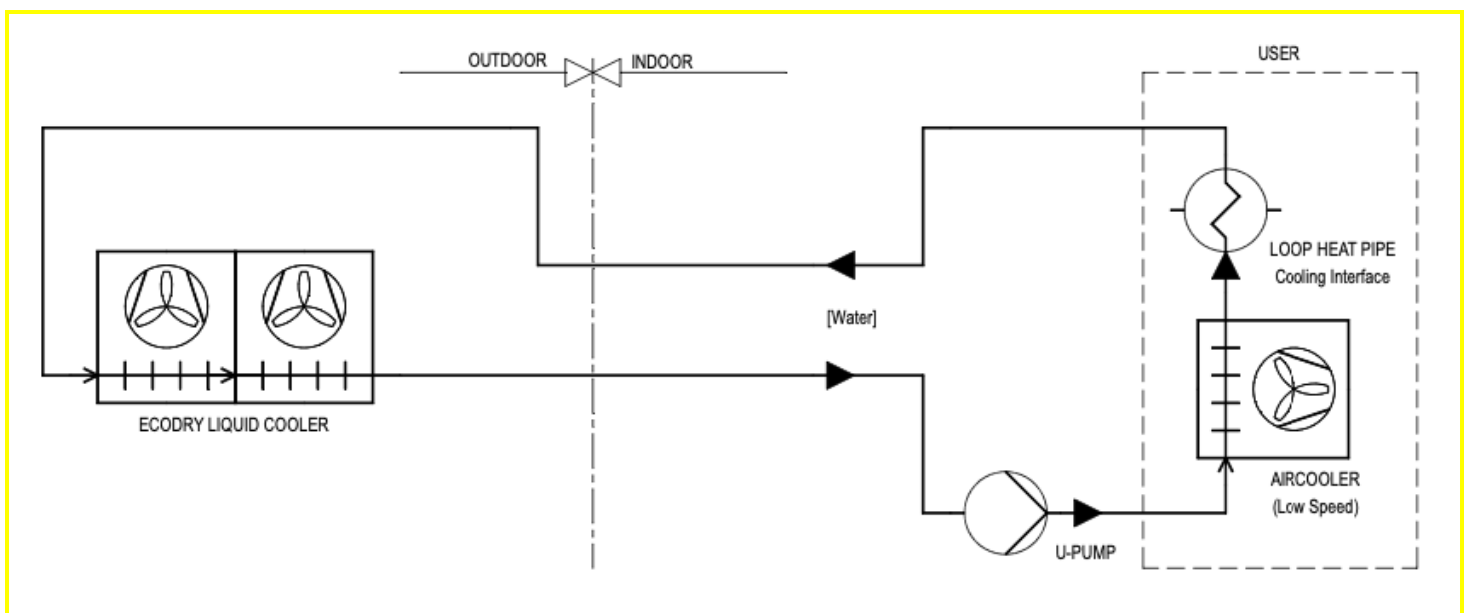 OUTDOOR
INDOOR
USER
LOOP HEAT PIPE
Cooling Interface
[Water]
ECODRY LIQUID COOLER
AIRCOOLER
(Low Speed)
U-PUMP